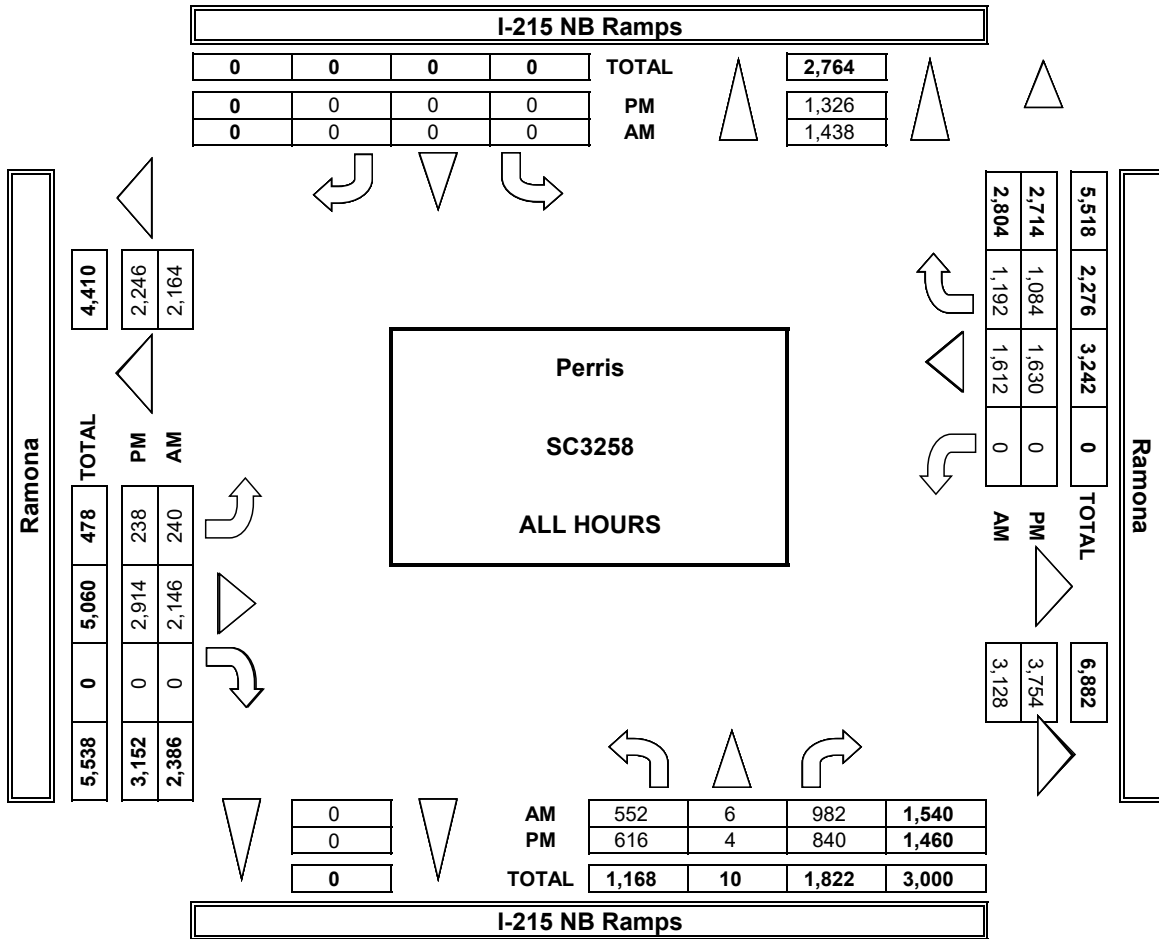 I-215 NB Ramps
0 0 0 0 TOTAL 2,764
0 0 0 0 PM 1,326
0 0 0 0 AM 1,438
Ramona
4,410
2,246
2,164
TOTAL
PM
AM
478 5,060 0 5,538
238 2,914 0 3,152
240 2,146 0 2,386
Perris
SC3258
ALL HOURS
5,518 2,276 3,242 0 TOTAL
2,714 1,084 1,630 0 PM
2,804 1,192 1,612 0 AM
6,882
3,754
3,128
Ramona
0 AM 552 6 982 1,540
0 PM 616 4 840 1,460
0 TOTAL 1,168 10 1,822 3,000
I-215 NB Ramps